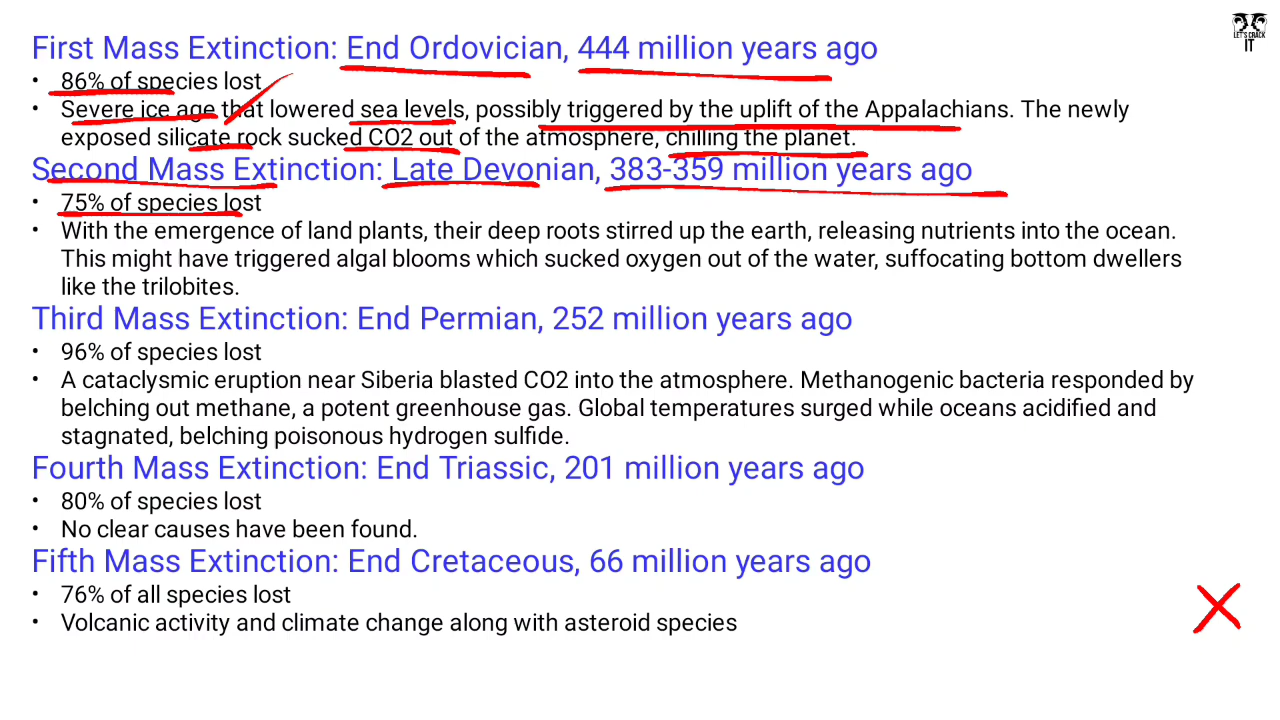 First Mass Extinction: End Ordovician, 444 million years ago
• 86% of species lost
• Severe ice age that lowered sea levels, possibly triggered by the uplift of the Appalachians. The newly
exposed silicate rock sucked CO2 out of the atmosphere, chilling the planet.
Second Mass Extinction: Late Devonian, 383-359 million years ago
• 75% of species lost
• With the emergence of land plants, their deep roots stirred up the earth, releasing nutrients into the ocean.
This might have triggered algal blooms which sucked oxygen out of the water, suffocating bottom dwellers
like the trilobites.
Third Mass Extinction: End Permian, 252 million years ago
• 96% of species lost
• A cataclysmic eruption near Siberia blasted CO2 into the atmosphere. Methanogenic bacteria responded by
belching out methane, a potent greenhouse gas. Global temperatures surged while oceans acidified and
stagnated, belching poisonous hydrogen sulfide.
Fourth Mass Extinction: End Triassic, 201 million years ago
• 80% of species lost
• No clear causes have been found.
Fifth Mass Extinction: End Cretaceous, 66 million years ago
• 76% of all species lost
• Volcanic activity and climate change along with asteroid species
LET'S CRACK
IT